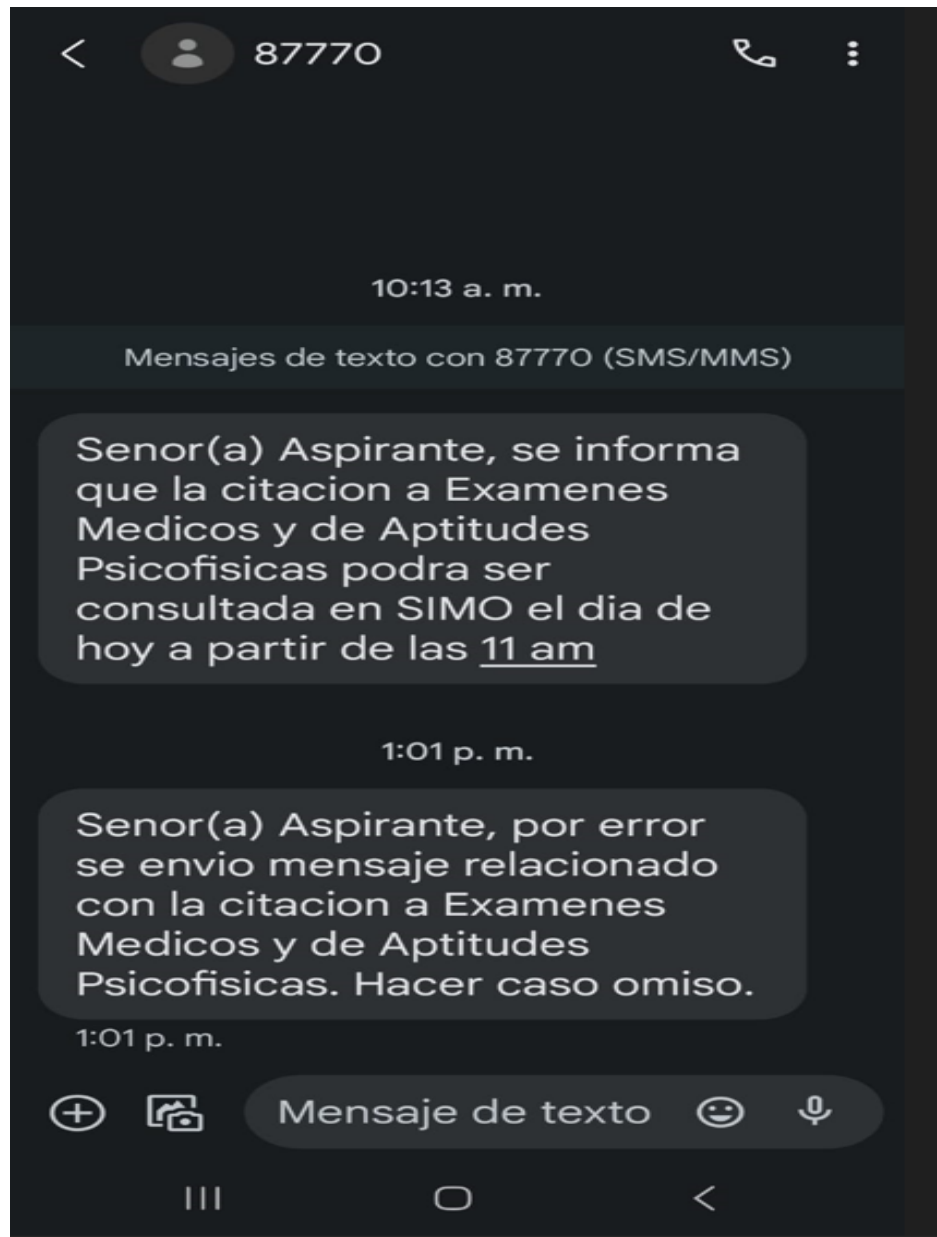 87770
10:13 a. m.
Mensajes de texto con 87770 (SMS/MMS)
Senor(a) Aspirante, se informa
que la citacion a Examenes
Medicos y de Aptitudes
Psicofisicas podra ser
consultada en SIMO el dia de
hoy a partir de las 11 am
1:01 p. m.
Senor(a) Aspirante, por error
se envio mensaje relacionado
con la citacion a Examenes
Medicos y de Aptitudes
Psicofisicas. Hacer caso omiso.
1:01 p. m.
Mensaje de texto